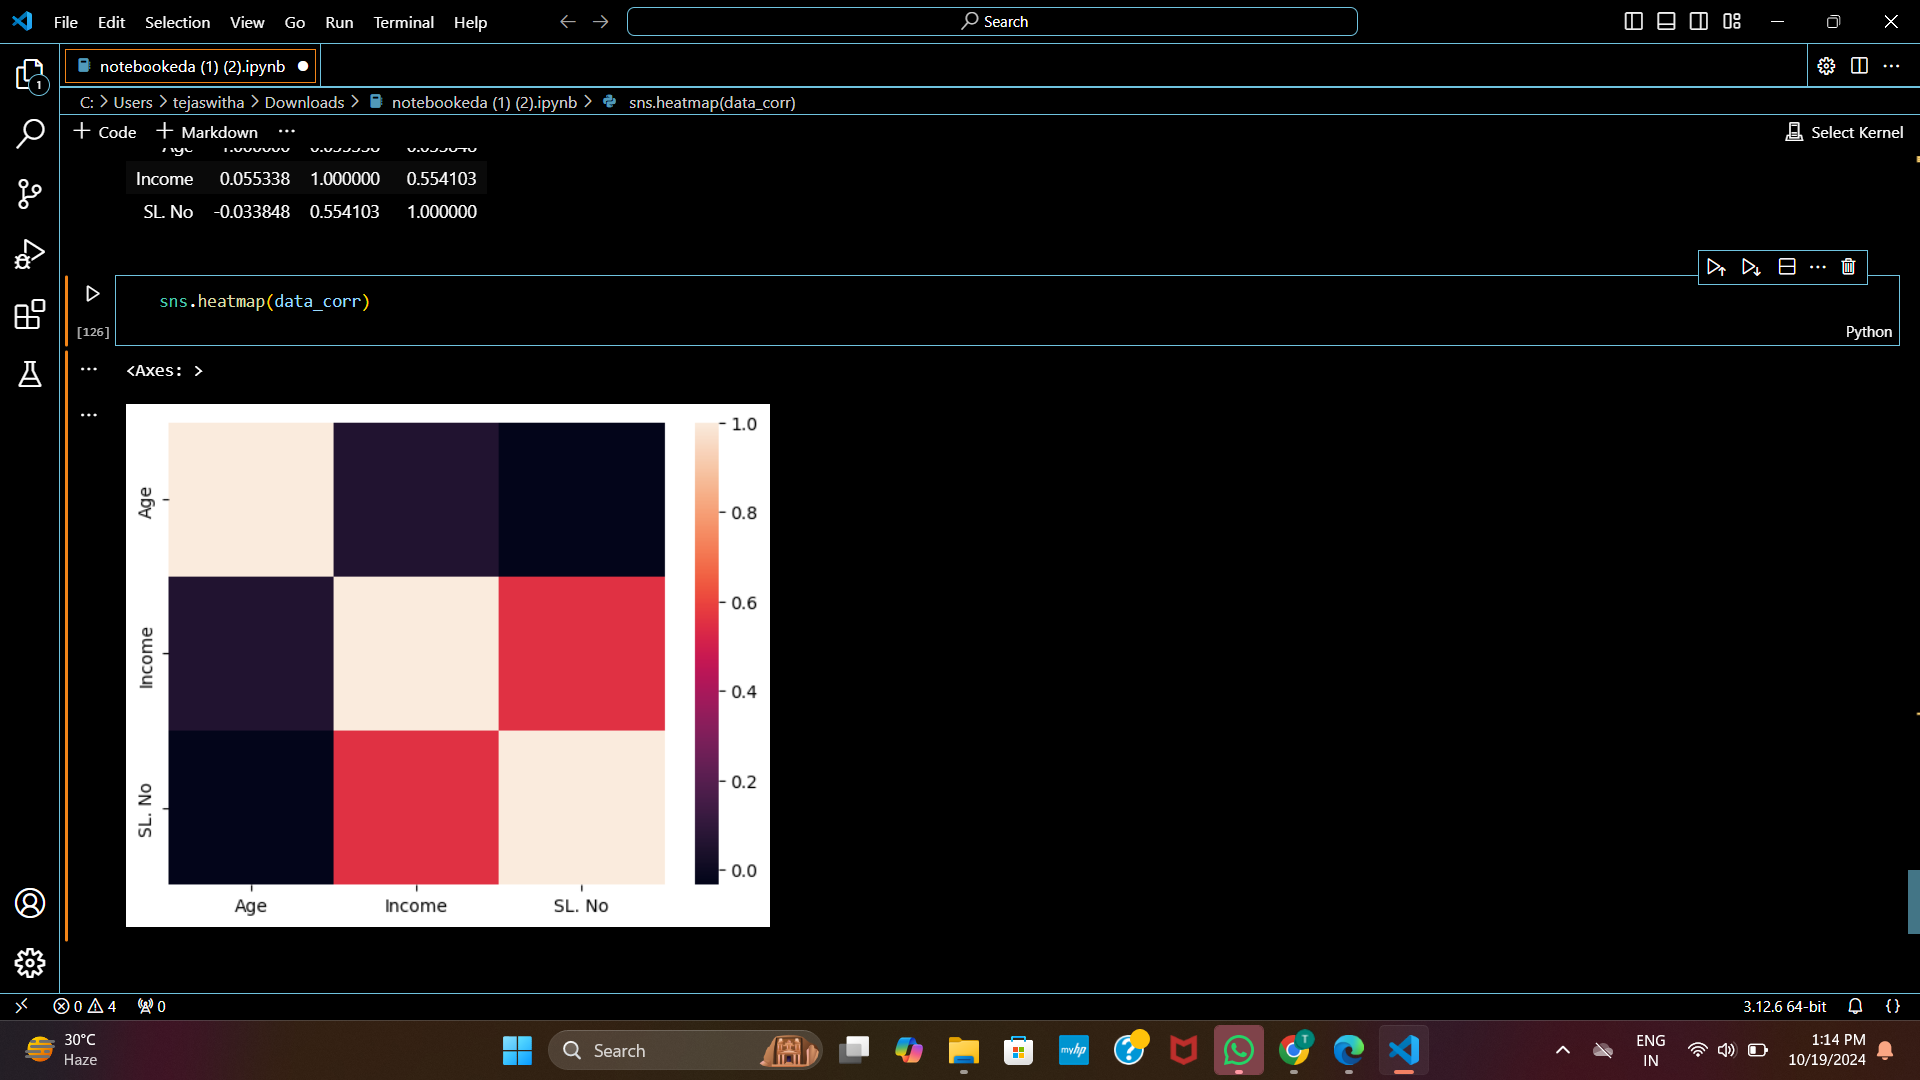 File Edit Selection View Go Run Terminal Help
Search
notebookeda (1) (2).ipynb
C: > Users > tejaswitha > Downloads > notebookeda (1) (2).ipynb > sns.heatmap(data_corr)
+ Code + Markdown ...
Select Kernel
Income 0.055338 1.000000 0.554103
SL. No -0.033848 0.554103 1.000000
sns.heatmap(data_corr)
[126]
Python
<Axes: >
1.0
0.8
0.6
0.4
0.2
0.0
Age
Income
SL. No
Age Income SL. No
1
0 4 0
3.12.6 64-bit
30°C
Haze
Search
myhp
T
ENG
IN
1:14 PM
10/19/2024